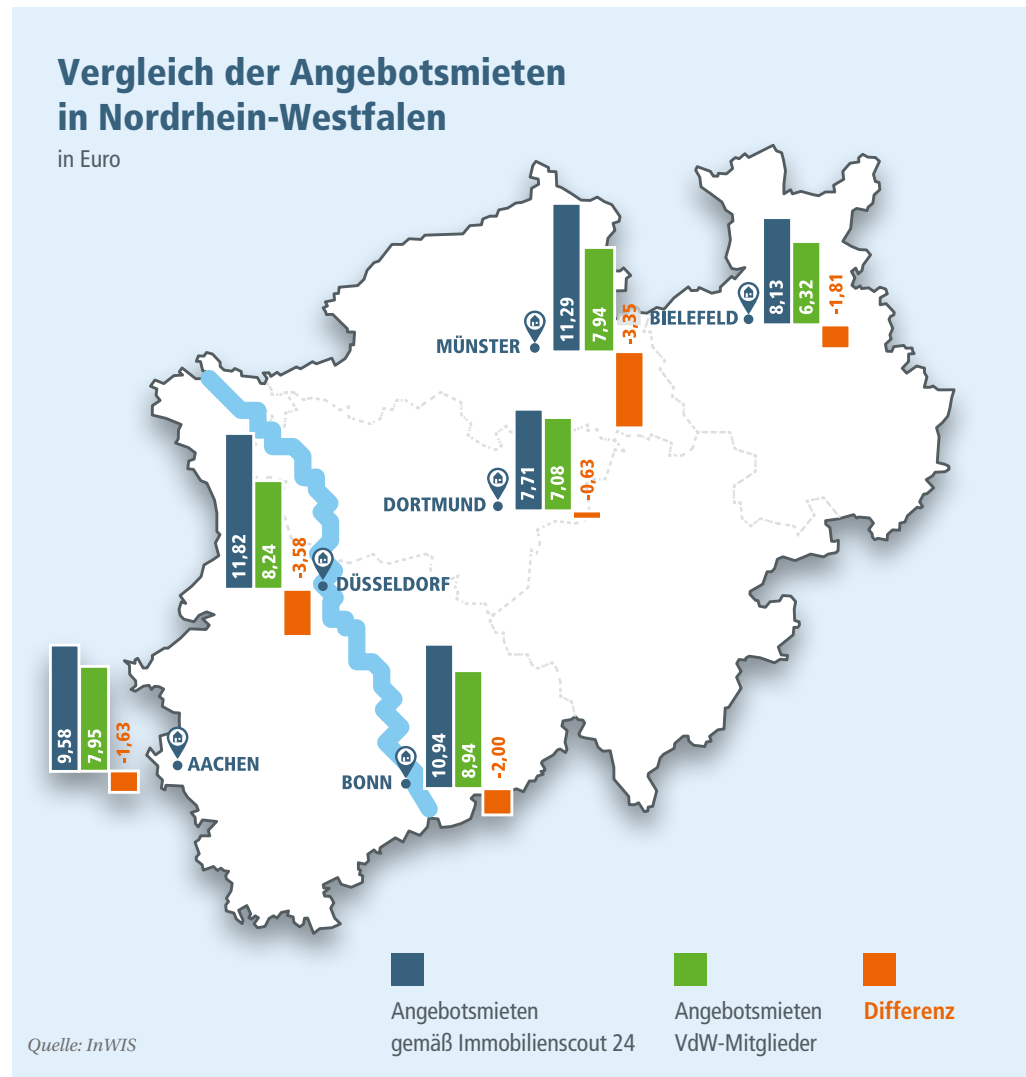 Vergleich der Angebotsmieten
in Nordrhein-Westfalen
in Euro
11,29
7,94
-3,35
MÜNSTER
8,13
6,32
-1,81
BIELEFELD
7,71
7,08
-0,63
DORTMUND
11,82
8,24
-3,58
DÜSSELDORF
9,58
7,95
-1,63
AACHEN
10,94
8,94
-2,00
BONN
Angebotsmieten
gemäß Immobilienscout 24
Angebotsmieten
VdW-Mitglieder
Differenz
Quelle: InWIS